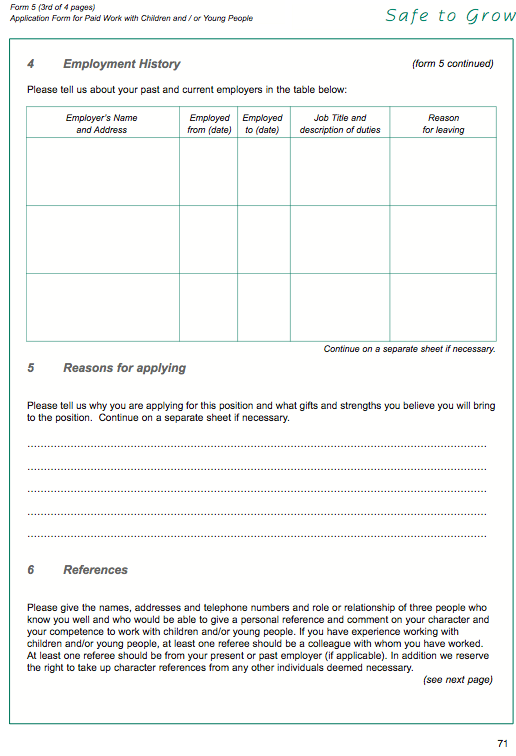 Form 5 (3rd of 4 pages)
Application Form for Paid Work with Children and / or Young People
Safe to Grow
4 Employment History
(form 5 continued)
Please tell us about your past and current employers in the table below:
Employer's Name
and Address
Employed
from (date)
Employed
to (date)
Job Title and
description of duties
Reason
for leaving
Continue on a separate sheet if necessary.
5 Reasons for applying
Please tell us why you are applying for this position and what gifts and strengths you believe you will bring
to the position.  Continue on a separate sheet if necessary.
6 References
Please give the names, addresses and telephone numbers and role or relationship of three people who
know you well and who would be able to give a personal reference and comment on your character and
your competence to work with children and/or young people. If you have experience working with
children and/or young people, at least one referee should be a colleague with whom you have worked.
At least one referee should be from your present or past employer (if applicable). In addition we reserve
the right to take up character references from any other individuals deemed necessary.
(see next page)
71